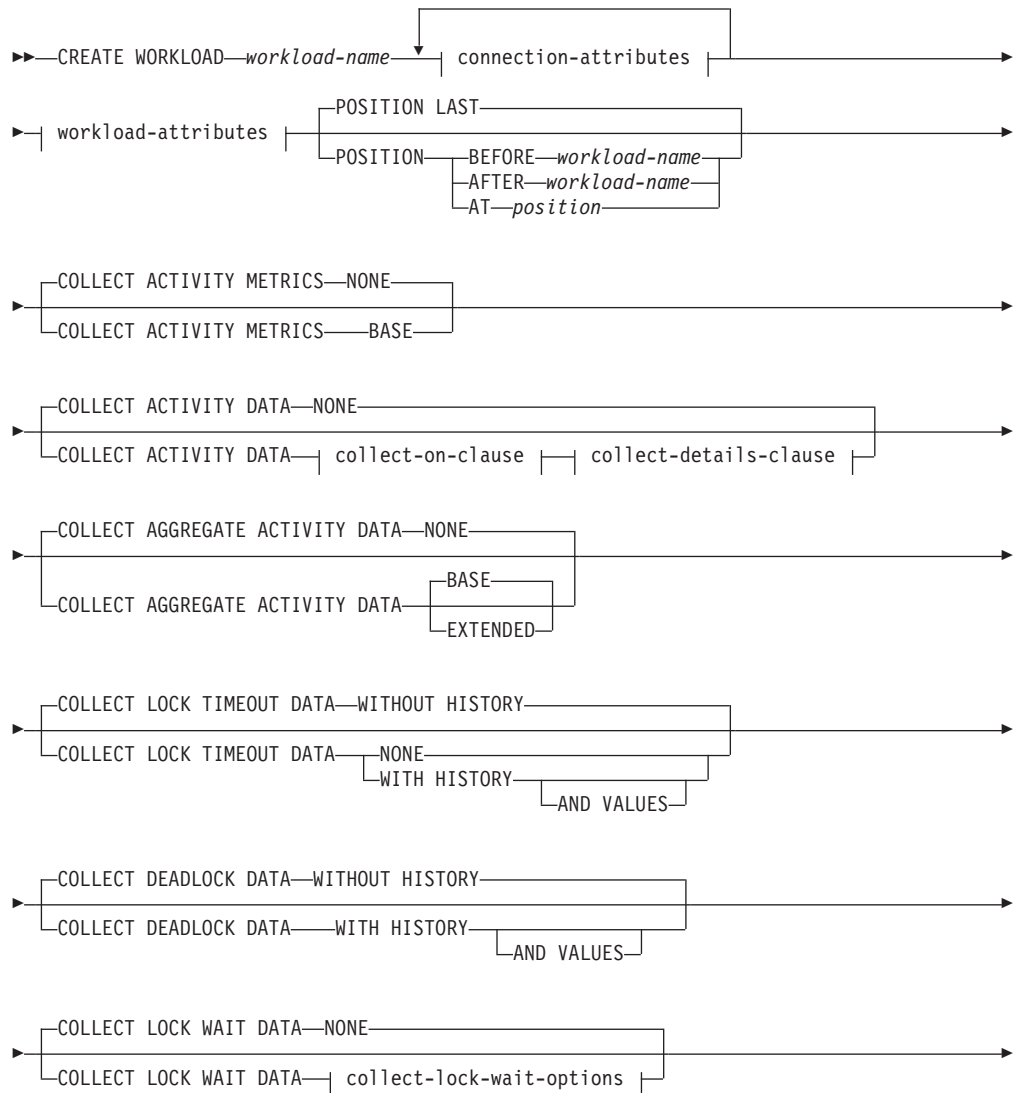 CREATE WORKLOAD workload-name connection-attributes
workload-attributes
POSITION LAST
POSITION BEFORE workload-name
AFTER workload-name
AT position
COLLECT ACTIVITY METRICS NONE
COLLECT ACTIVITY METRICS BASE
COLLECT ACTIVITY DATA NONE
COLLECT ACTIVITY DATA collect-on-clause collect-details-clause
COLLECT AGGREGATE ACTIVITY DATA NONE
BASE
COLLECT AGGREGATE ACTIVITY DATA
EXTENDED
COLLECT LOCK TIMEOUT DATA WITHOUT HISTORY
COLLECT LOCK TIMEOUT DATA NONE
WITH HISTORY
AND VALUES
COLLECT DEADLOCK DATA WITHOUT HISTORY
COLLECT DEADLOCK DATA WITH HISTORY
AND VALUES
COLLECT LOCK WAIT DATA NONE
COLLECT LOCK WAIT DATA collect-lock-wait-options